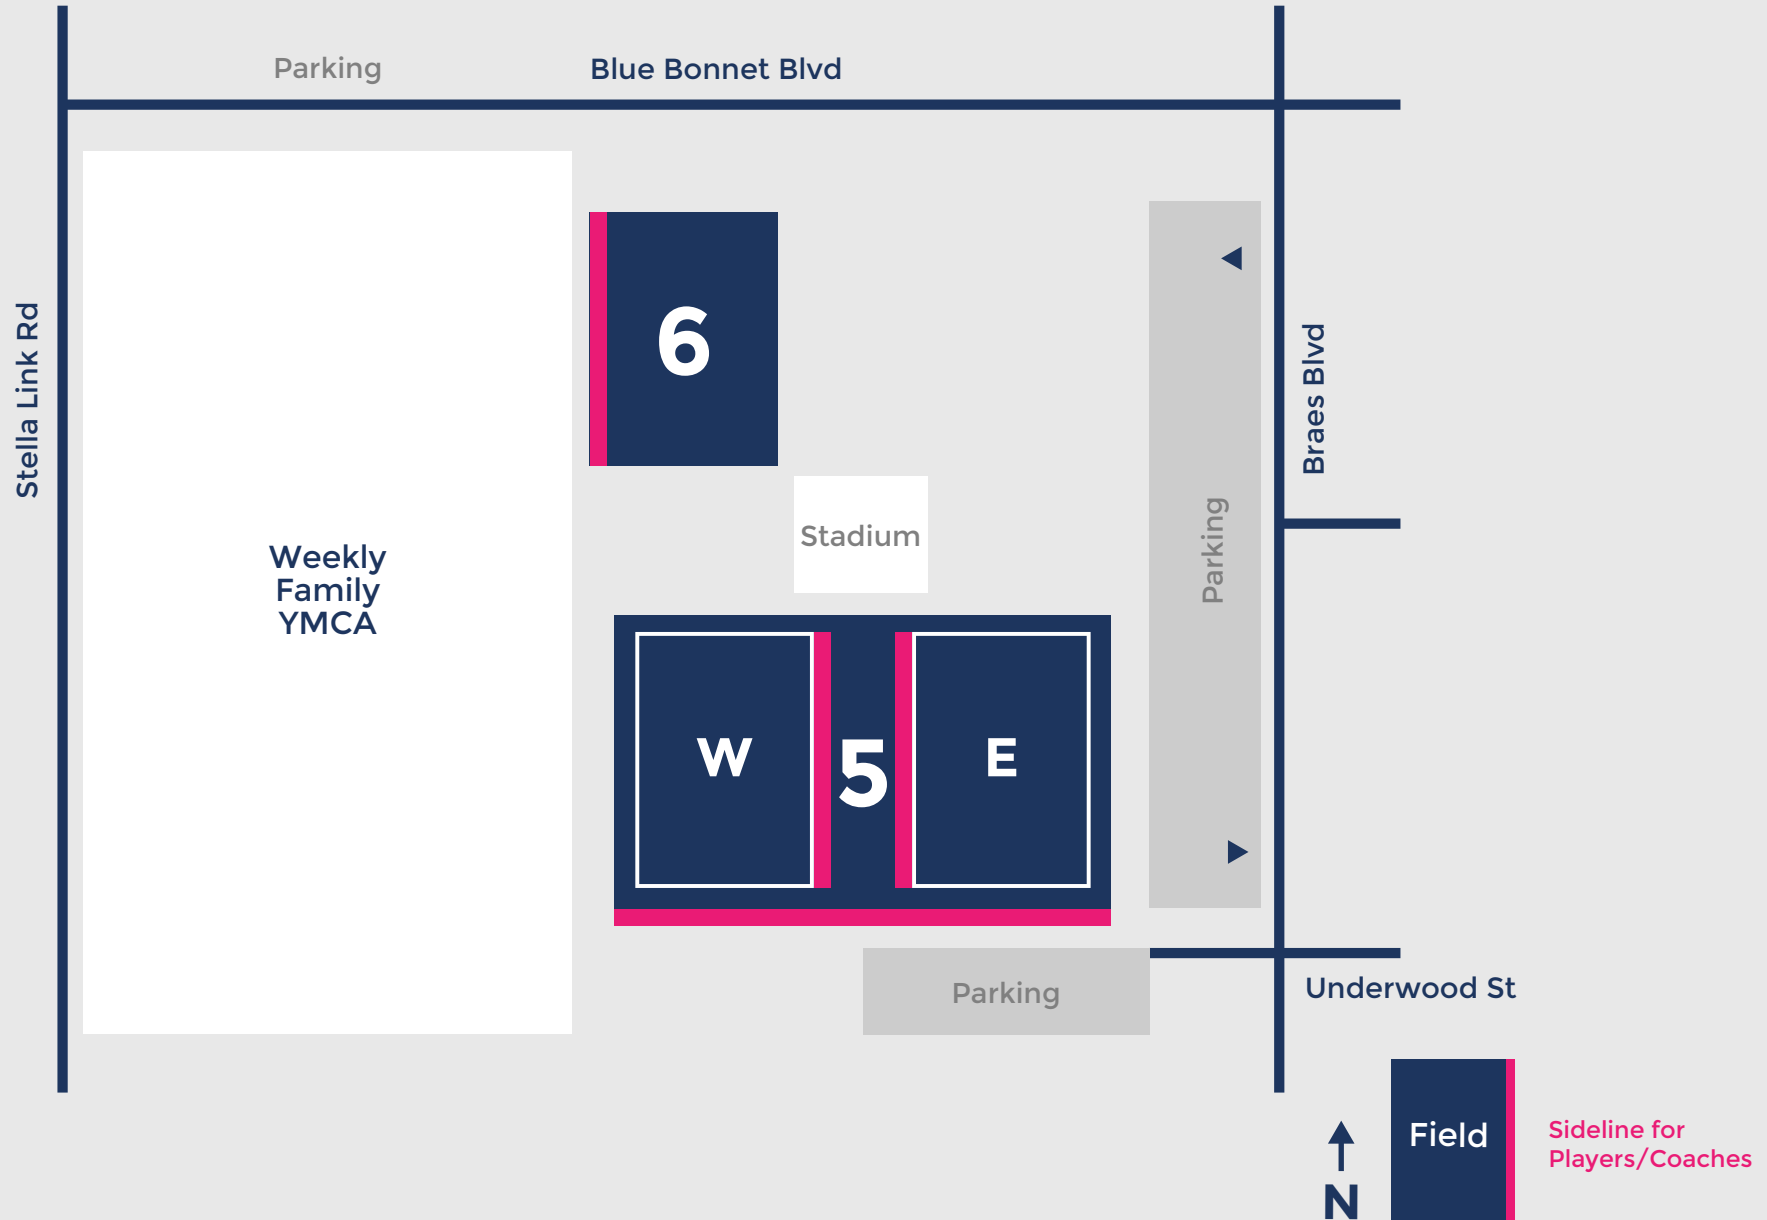 Parking
Blue Bonnet Blvd
Stella Link Rd
6
Braes Blvd
Weekly
Family
YMCA
Stadium
Parking
W
5
E
Parking
Underwood St
Field
Sideline for
Players/Coaches
N